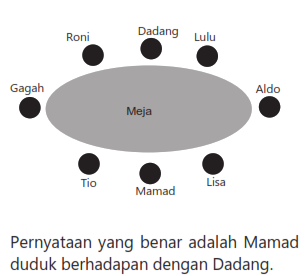 Dadang
Roni
Lulu
Gagah
Aldo
Meja
Tio
Mamad
Lisa
Pernyataan yang benar adalah Mamad
duduk berhadapan dengan Dadang.